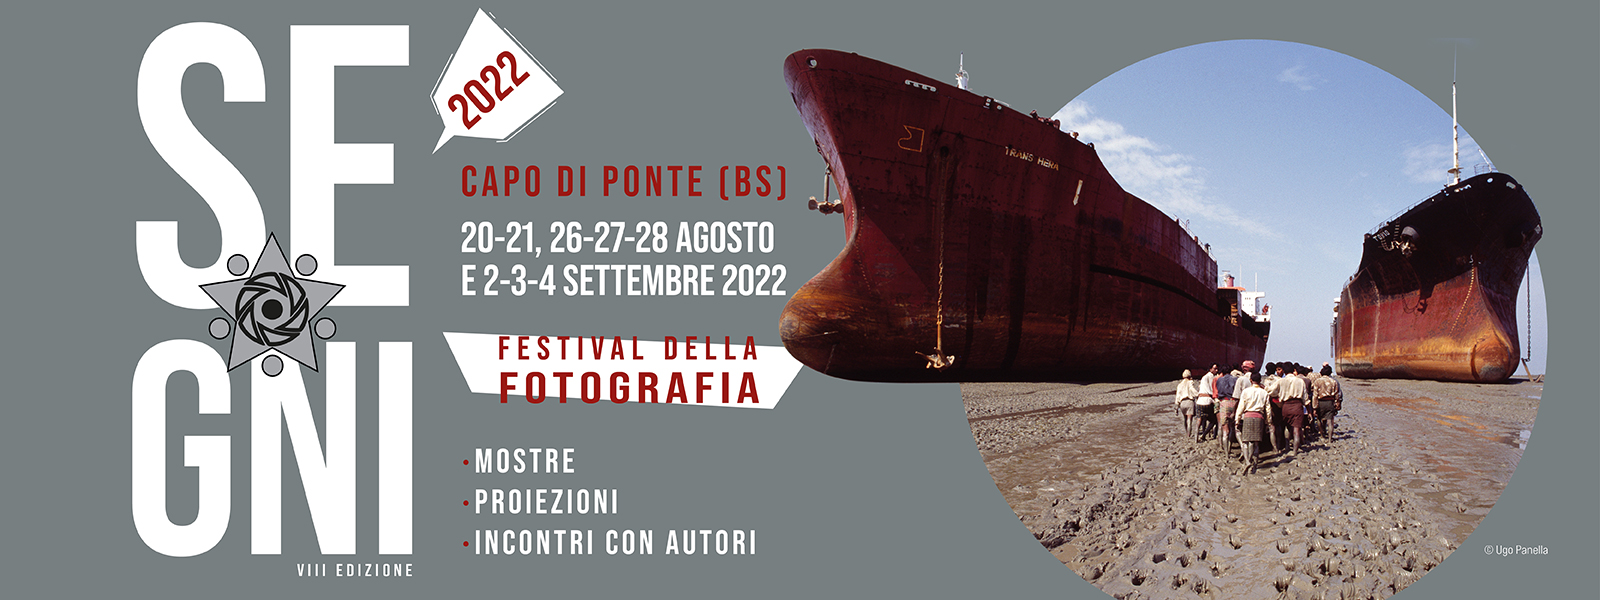 SE
GNI
VIII EDIZIONE
2022
CAPO DI PONTE (BS)
20-21, 26-27-28 AGOSTO
E 2-3-4 SETTEMBRE 2022
FESTIVAL DELLA
FOTOGRAFIA
• MOSTRE
• PROIEZIONI
• INCONTRI CON AUTORI
TRANS HERA
© Ugo Panella